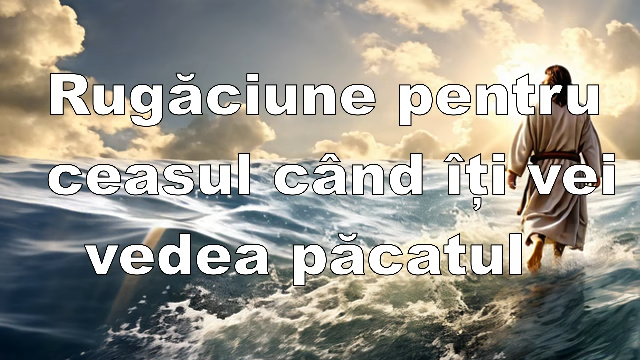 Rugăciune pentru
ceasul când îți vei
vedea păcatul